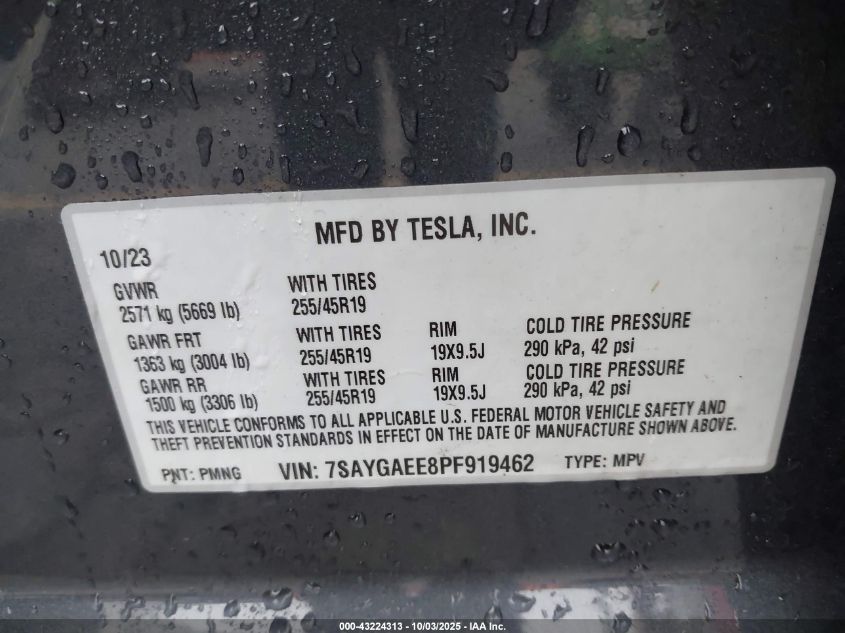 MFD BY TESLA, INC.
10/23
GVWR
2571 kg (5669 lb)
WITH TIRES
255/45R19
GAWR FRT
1363 kg (3004 lb)
WITH TIRES
255/45R19
RIM
19X9.5J
COLD TIRE PRESSURE
290 kPa, 42 psi
GAWR RR
1500 kg (3306 lb)
WITH TIRES
255/45R19
RIM
19X9.5J
COLD TIRE PRESSURE
290 kPa, 42 psi
THIS VEHICLE CONFORMS TO ALL APPLICABLE U.S. FEDERAL MOTOR VEHICLE SAFETY AND
THEFT PREVENTION STANDARDS IN EFFECT ON THE DATE OF MANUFACTURE SHOWN ABOVE.
PNT: PMNG VIN: 7SAYGAEE8PF919462 TYPE: MPV
000-43224313 - 10/03/2025 - IAA Inc.